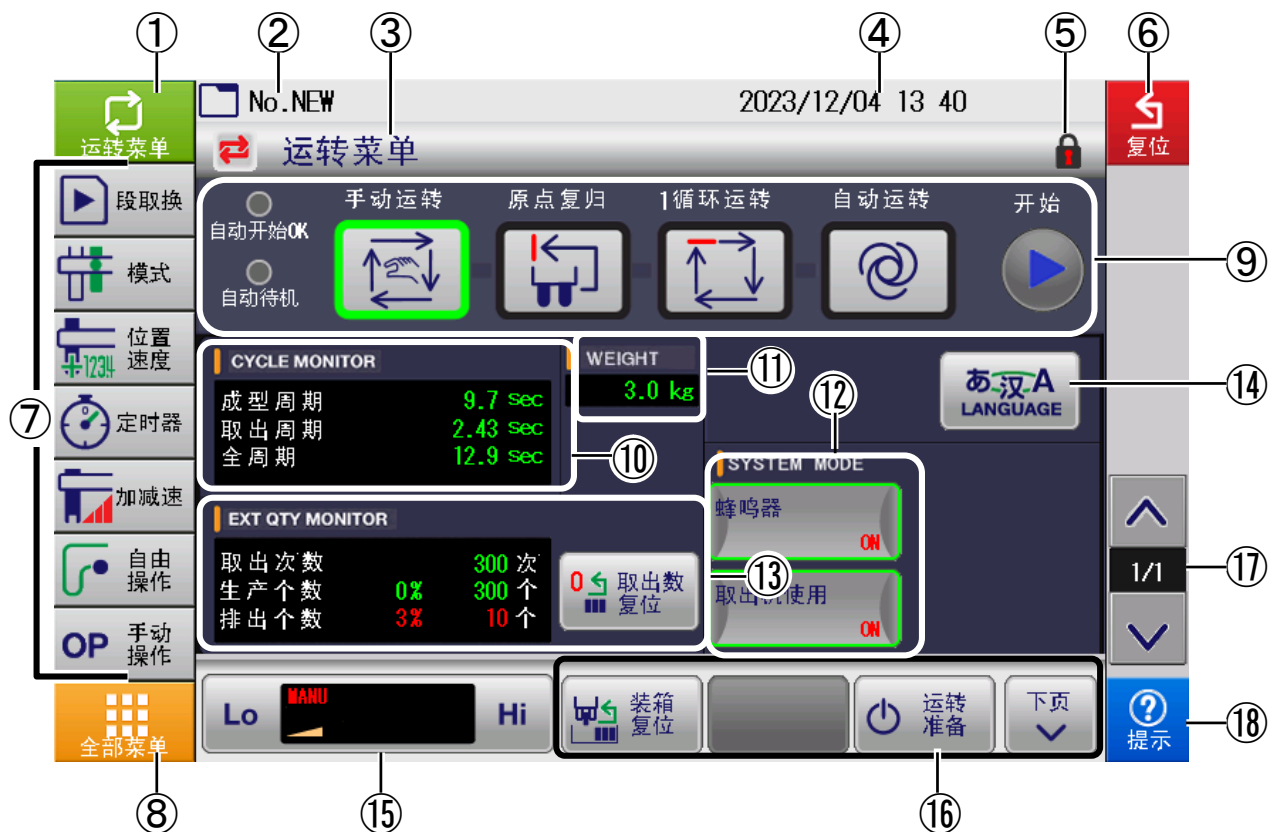 ① ② ③ ④ ⑤ ⑥
运转菜单
No.NEW
2023/12/04 13 40
复位
运转菜单
⑦
段取换
模式
位置
速度
1234
定时器
加减速
自由
操作
OP 手动
操作
全部菜单
⑧
自动开始OK
自动待机
手动运转
原点复归
1循环运转
自动运转
开始
⑨
CYCLE MONITOR
成型周期 9.7 sec
取出周期 2.43 sec
全周期 12.9 sec
⑩
WEIGHT
3.0 kg
⑪
⑫
あ汉A
LANGUAGE
⑭
SYSTEM MODE
蜂鸣器
ON
取出机使用
ON
EXT QTY MONITOR
取出次数 300 次
生产个数 0% 300 个
排出个数 3% 10 个
0 取出数
复位
⑬
1/1
⑰
Lo MANU Hi
⑮
装箱
复位
运转
准备
下页
⑯
?
提示
⑱